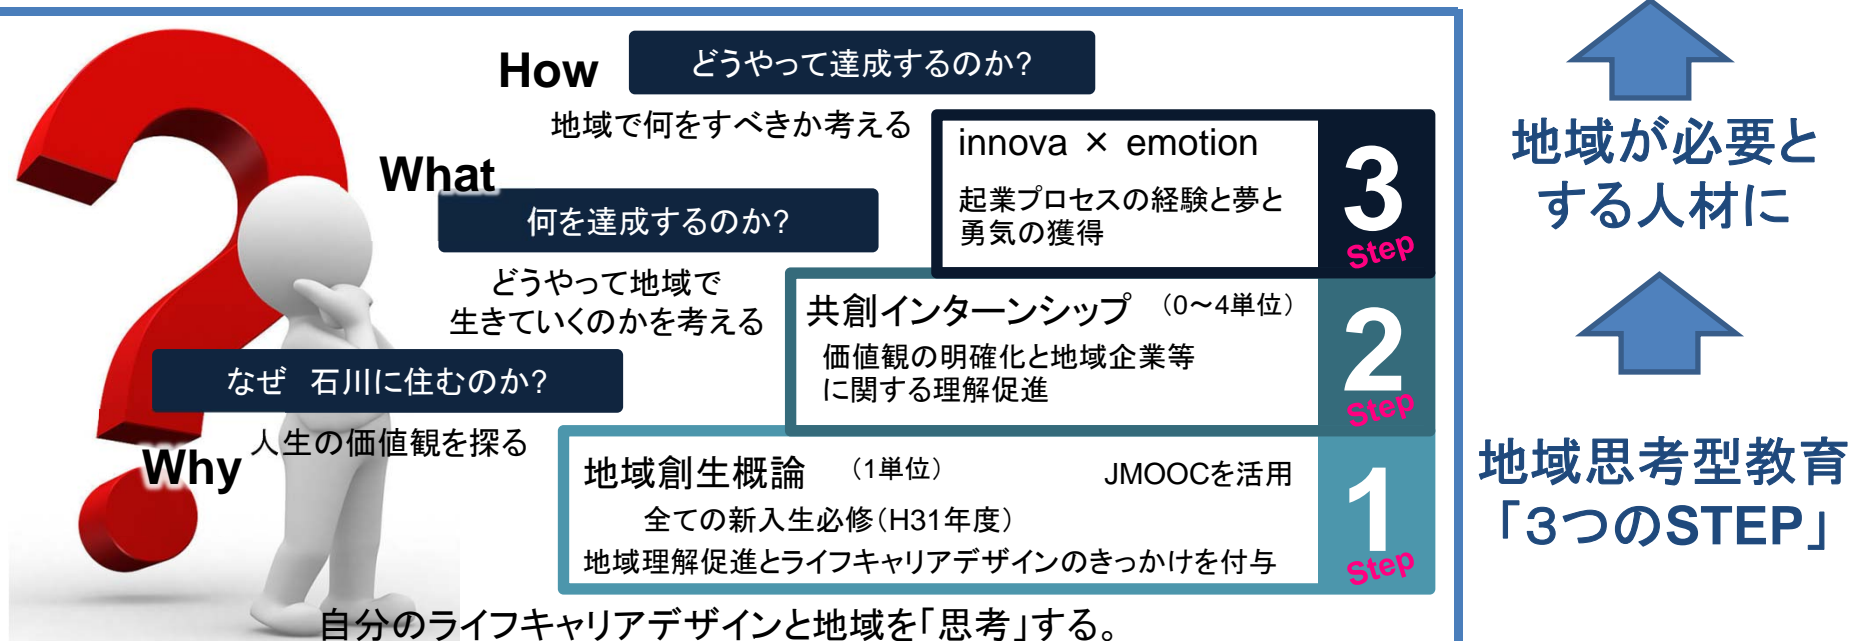 How
どうやって達成するのか?
地域で何をすべきか考える
innova × emotion
起業プロセスの経験と夢と
勇気の獲得
3
Step
What
何を達成するのか?
どうやって地域で
生きていくのかを考える
共創インターンシップ （0～4単位）
価値観の明確化と地域企業等
に関する理解促進
2
Step
なぜ　石川に住むのか?
人生の価値観を探る
Why
地域創生概論 （1単位） JMOOCを活用
全ての新入生必修（H31年度）
地域理解促進とライフキャリアデザインのきっかけを付与
1
Step
自分のライフキャリアデザインと地域を「思考」する。
地域が必要と
する人材に
地域思考型教育
「３つのSTEP」